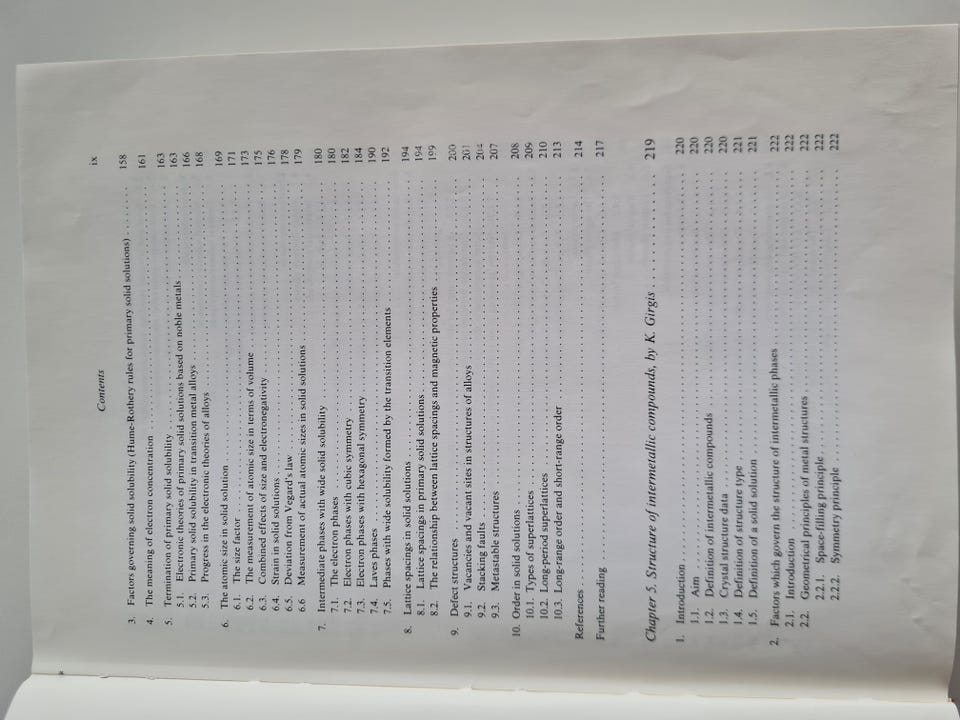 Contents
ix
3. Factors governing solid solubility (Hume-Rothery rules for primary solid solutions) . . . . . . . 158
4. The meaning of electron concentration . . . . . . . 161
5. Termination of primary solid solubility . . . . . . . 163
5.1. Electronic theories of primary solid solutions based on noble metals . . . . . . . 163
5.2. Primary solid solubility in transition metal alloys . . . . . . . 166
5.3. Progress in the electronic theories of alloys . . . . . . . 168
6. The atomic size in solid solution . . . . . . . 169
6.1. The size factor . . . . . . . 171
6.2. The measurement of atomic size in terms of volume . . . . . . . 173
6.3. Combined effects of size and electronegativity . . . . . . . 175
6.4. Strain in solid solutions . . . . . . . 176
6.5. Deviation from Vegard's law . . . . . . . 178
6.6 Measurement of actual atomic sizes in solid solutions . . . . . . . 179
7. Intermediate phases with wide solid solubility . . . . . . . 180
7.1. The electron phases . . . . . . . 180
7.2. Electron phases with cubic symmetry . . . . . . . 182
7.3. Electron phases with hexagonal symmetry . . . . . . . 184
7.4. Laves phases . . . . . . . 190
7.5. Phases with wide solubility formed by the transition elements . . . . . . . 192
8. Lattice spacings in solid solutions . . . . . . . 194
8.1. Lattice spacings in primary solid solutions . . . . . . . 194
8.2. The relationship between lattice spacings and magnetic properties . . . . . . . 199
9. Defect structures . . . . . . . 200
9.1. Vacancies and vacant sites in structures of alloys . . . . . . . 201
9.2. Stacking faults . . . . . . . 204
9.3. Metastable structures . . . . . . . 207
10. Order in solid solutions . . . . . . . 208
10.1. Types of superlattices . . . . . . . 209
10.2. Long-period superlattices . . . . . . . 210
10.3. Long-range order and short-range order . . . . . . . 213
References . . . . . . . 214
Further reading . . . . . . . 217
Chapter 5. Structure of intermetallic compounds, by K. Girgis . . . . . . . 219
1. Introduction . . . . . . . 220
1.1. Aim . . . . . . . 220
1.2. Definition of intermetallic compounds . . . . . . . 220
1.3. Crystal structure data . . . . . . . 220
1.4. Definition of structure type . . . . . . . 221
1.5. Definition of a solid solution . . . . . . . 221
2. Factors which govern the structure of intermetallic phases . . . . . . . 222
2.1. Introduction . . . . . . . 222
2.2. Geometrical principles of metal structures . . . . . . . 222
2.2.1. Space-filling principle . . . . . . . 222
2.2.2. Symmetry principle . . . . . . . 222